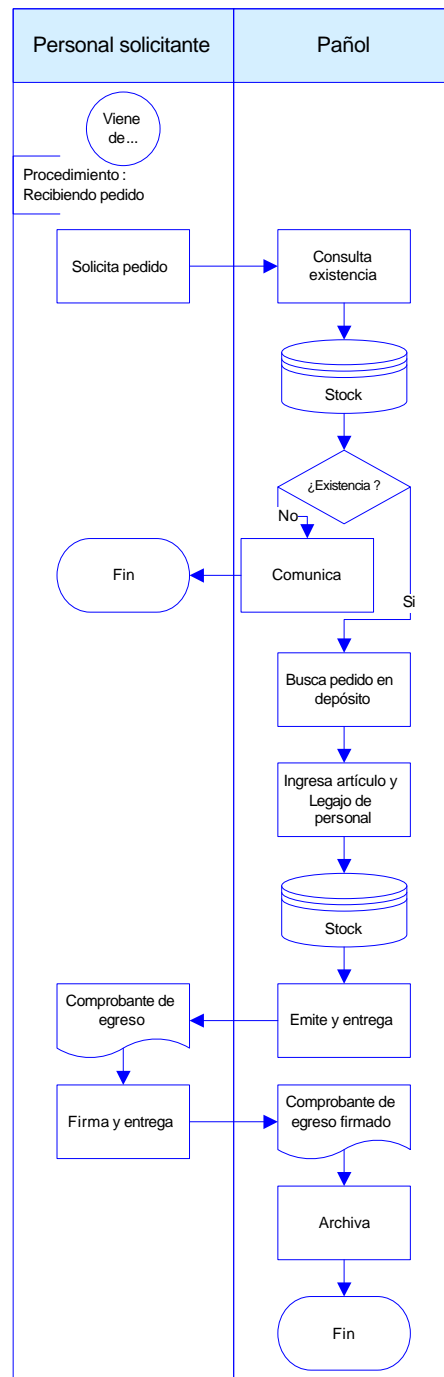 Personal solicitante
Pañol
Viene
de...
Procedimiento :
Recibiendo pedido
Solicita pedido
Consulta
existencia
Stock
¿Existencia ?
No
Si
Comunica
Fin
Busca pedido en
depósito
Ingresa artículo y
Legajo de
personal
Stock
Emite y entrega
Comprobante de
egreso
Firma y entrega
Comprobante de
egreso firmado
Archiva
Fin